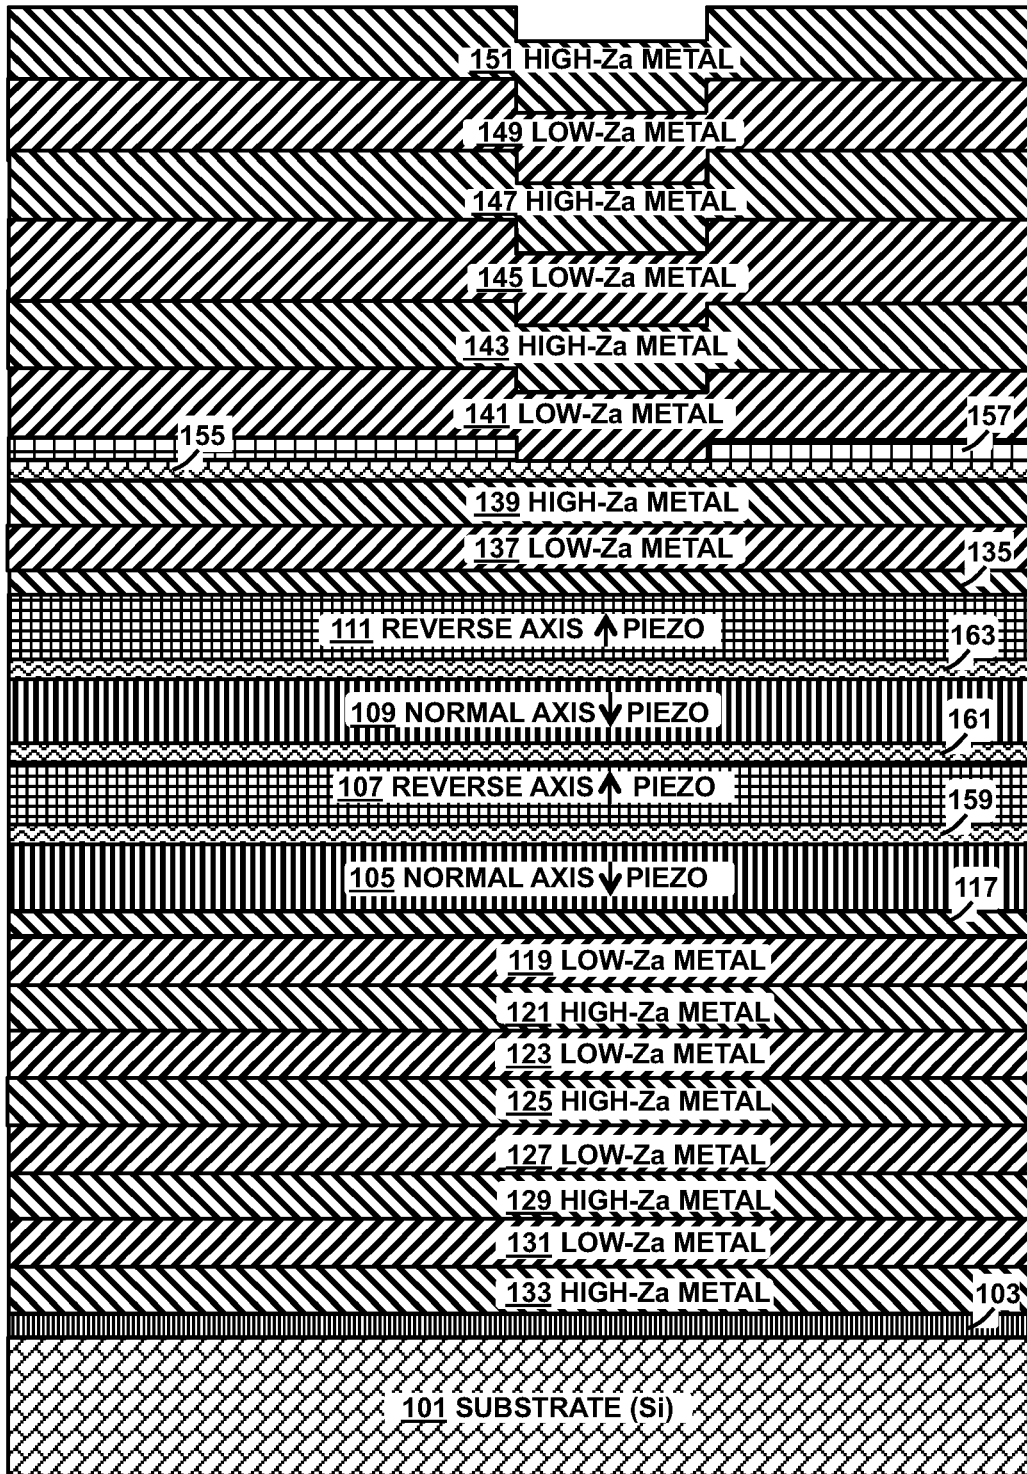 151 HIGH-Za METAL
149 LOW-Za METAL
147 HIGH-Za METAL
145 LOW-Za METAL
143 HIGH-Za METAL
141 LOW-Za METAL
155
157
139 HIGH-Za METAL
137 LOW-Za METAL
135
111 REVERSE AXIS PIEZO
163
109 NORMAL AXIS PIEZO
161
107 REVERSE AXIS PIEZO
159
105 NORMAL AXIS PIEZO
117
119 LOW-Za METAL
121 HIGH-Za METAL
123 LOW-Za METAL
125 HIGH-Za METAL
127 LOW-Za METAL
129 HIGH-Za METAL
131 LOW-Za METAL
133 HIGH-Za METAL
103
101 SUBSTRATE (Si)